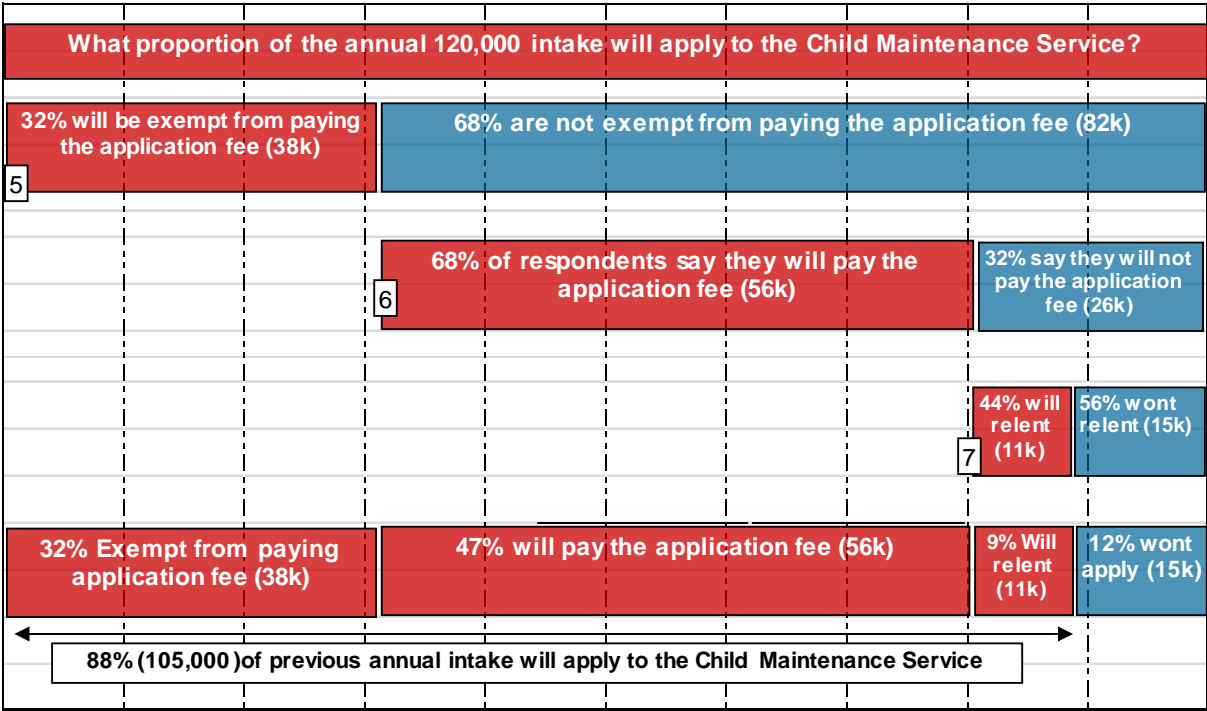 What proportion of the annual 120,000 intake will apply to the Child Maintenance Service?
32% will be exempt from paying
the application fee (38k)
68% are not exempt from paying the application fee (82k)
5
68% of respondents say they will pay the
application fee (56k)
32% say they will not
pay the application
fee (26k)
6
44% will
relent
(11k)
56% wont
relent (15k)
7
32% Exempt from paying
application fee (38k)
47% will pay the application fee (56k)
9% Will
relent
(11k)
12% wont
apply (15k)
88% (105,000)of previous annual intake will apply to the Child Maintenance Service